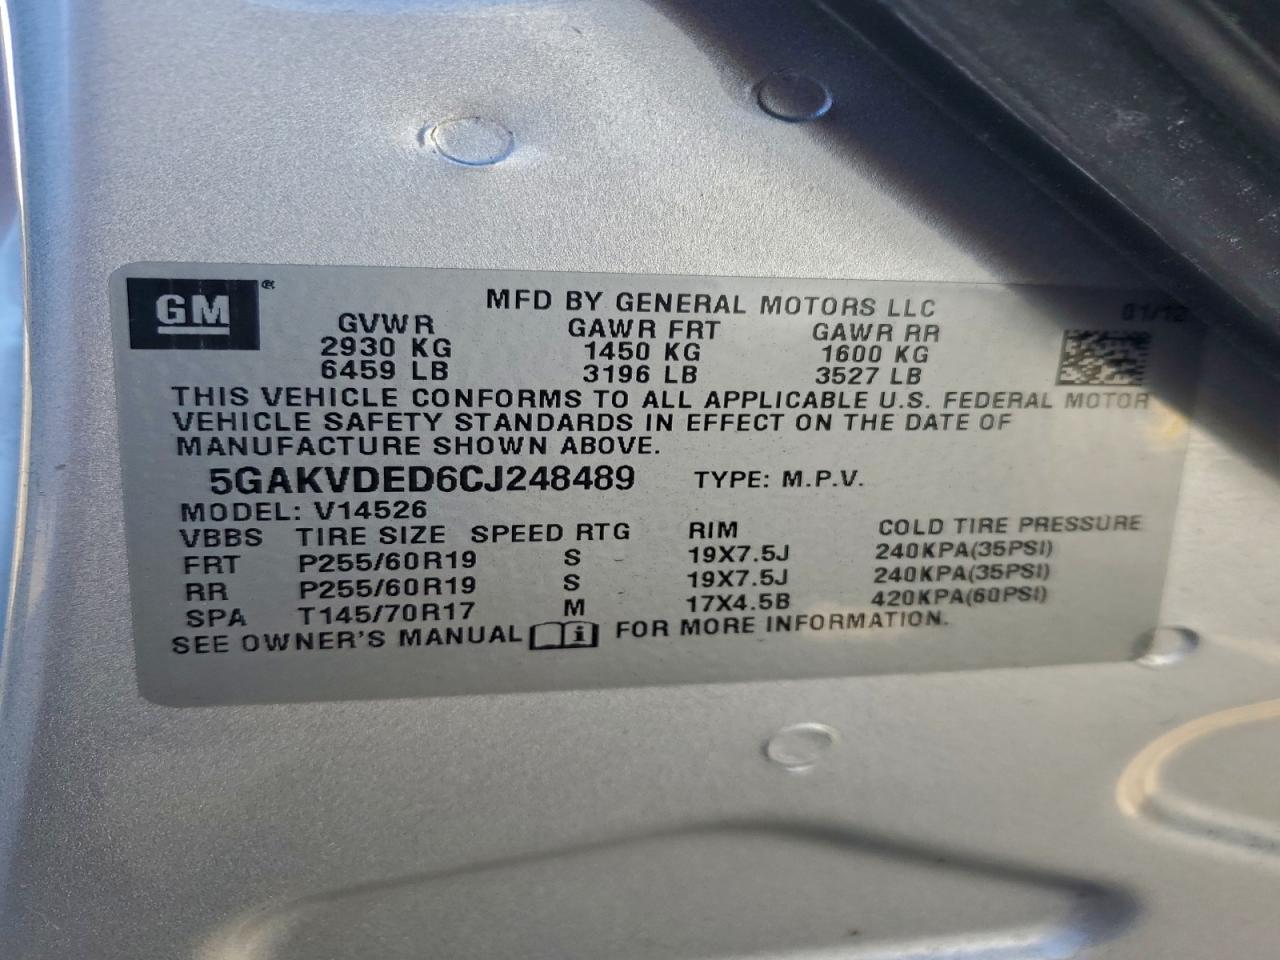 GM®
MFD BY GENERAL MOTORS LLC 01/12
GVWR GAWR FRT GAWR RR
2930 KG 1450 KG 1600 KG
6459 LB 3196 LB 3527 LB
THIS VEHICLE CONFORMS TO ALL APPLICABLE U.S. FEDERAL MOTOR
VEHICLE SAFETY STANDARDS IN EFFECT ON THE DATE OF
MANUFACTURE SHOWN ABOVE.
5GAKVDED6CJ248489 TYPE: M.P.V.
MODEL: V14526
VBBS TIRE SIZE SPEED RTG RIM COLD TIRE PRESSURE
FRT P255/60R19 S 19X7.5J 240KPA(35PSI)
RR P255/60R19 S 19X7.5J 240KPA(35PSI)
SPA T145/70R17 M 17X4.5B 420KPA(60PSI)
SEE OWNER'S MANUAL i FOR MORE INFORMATION.